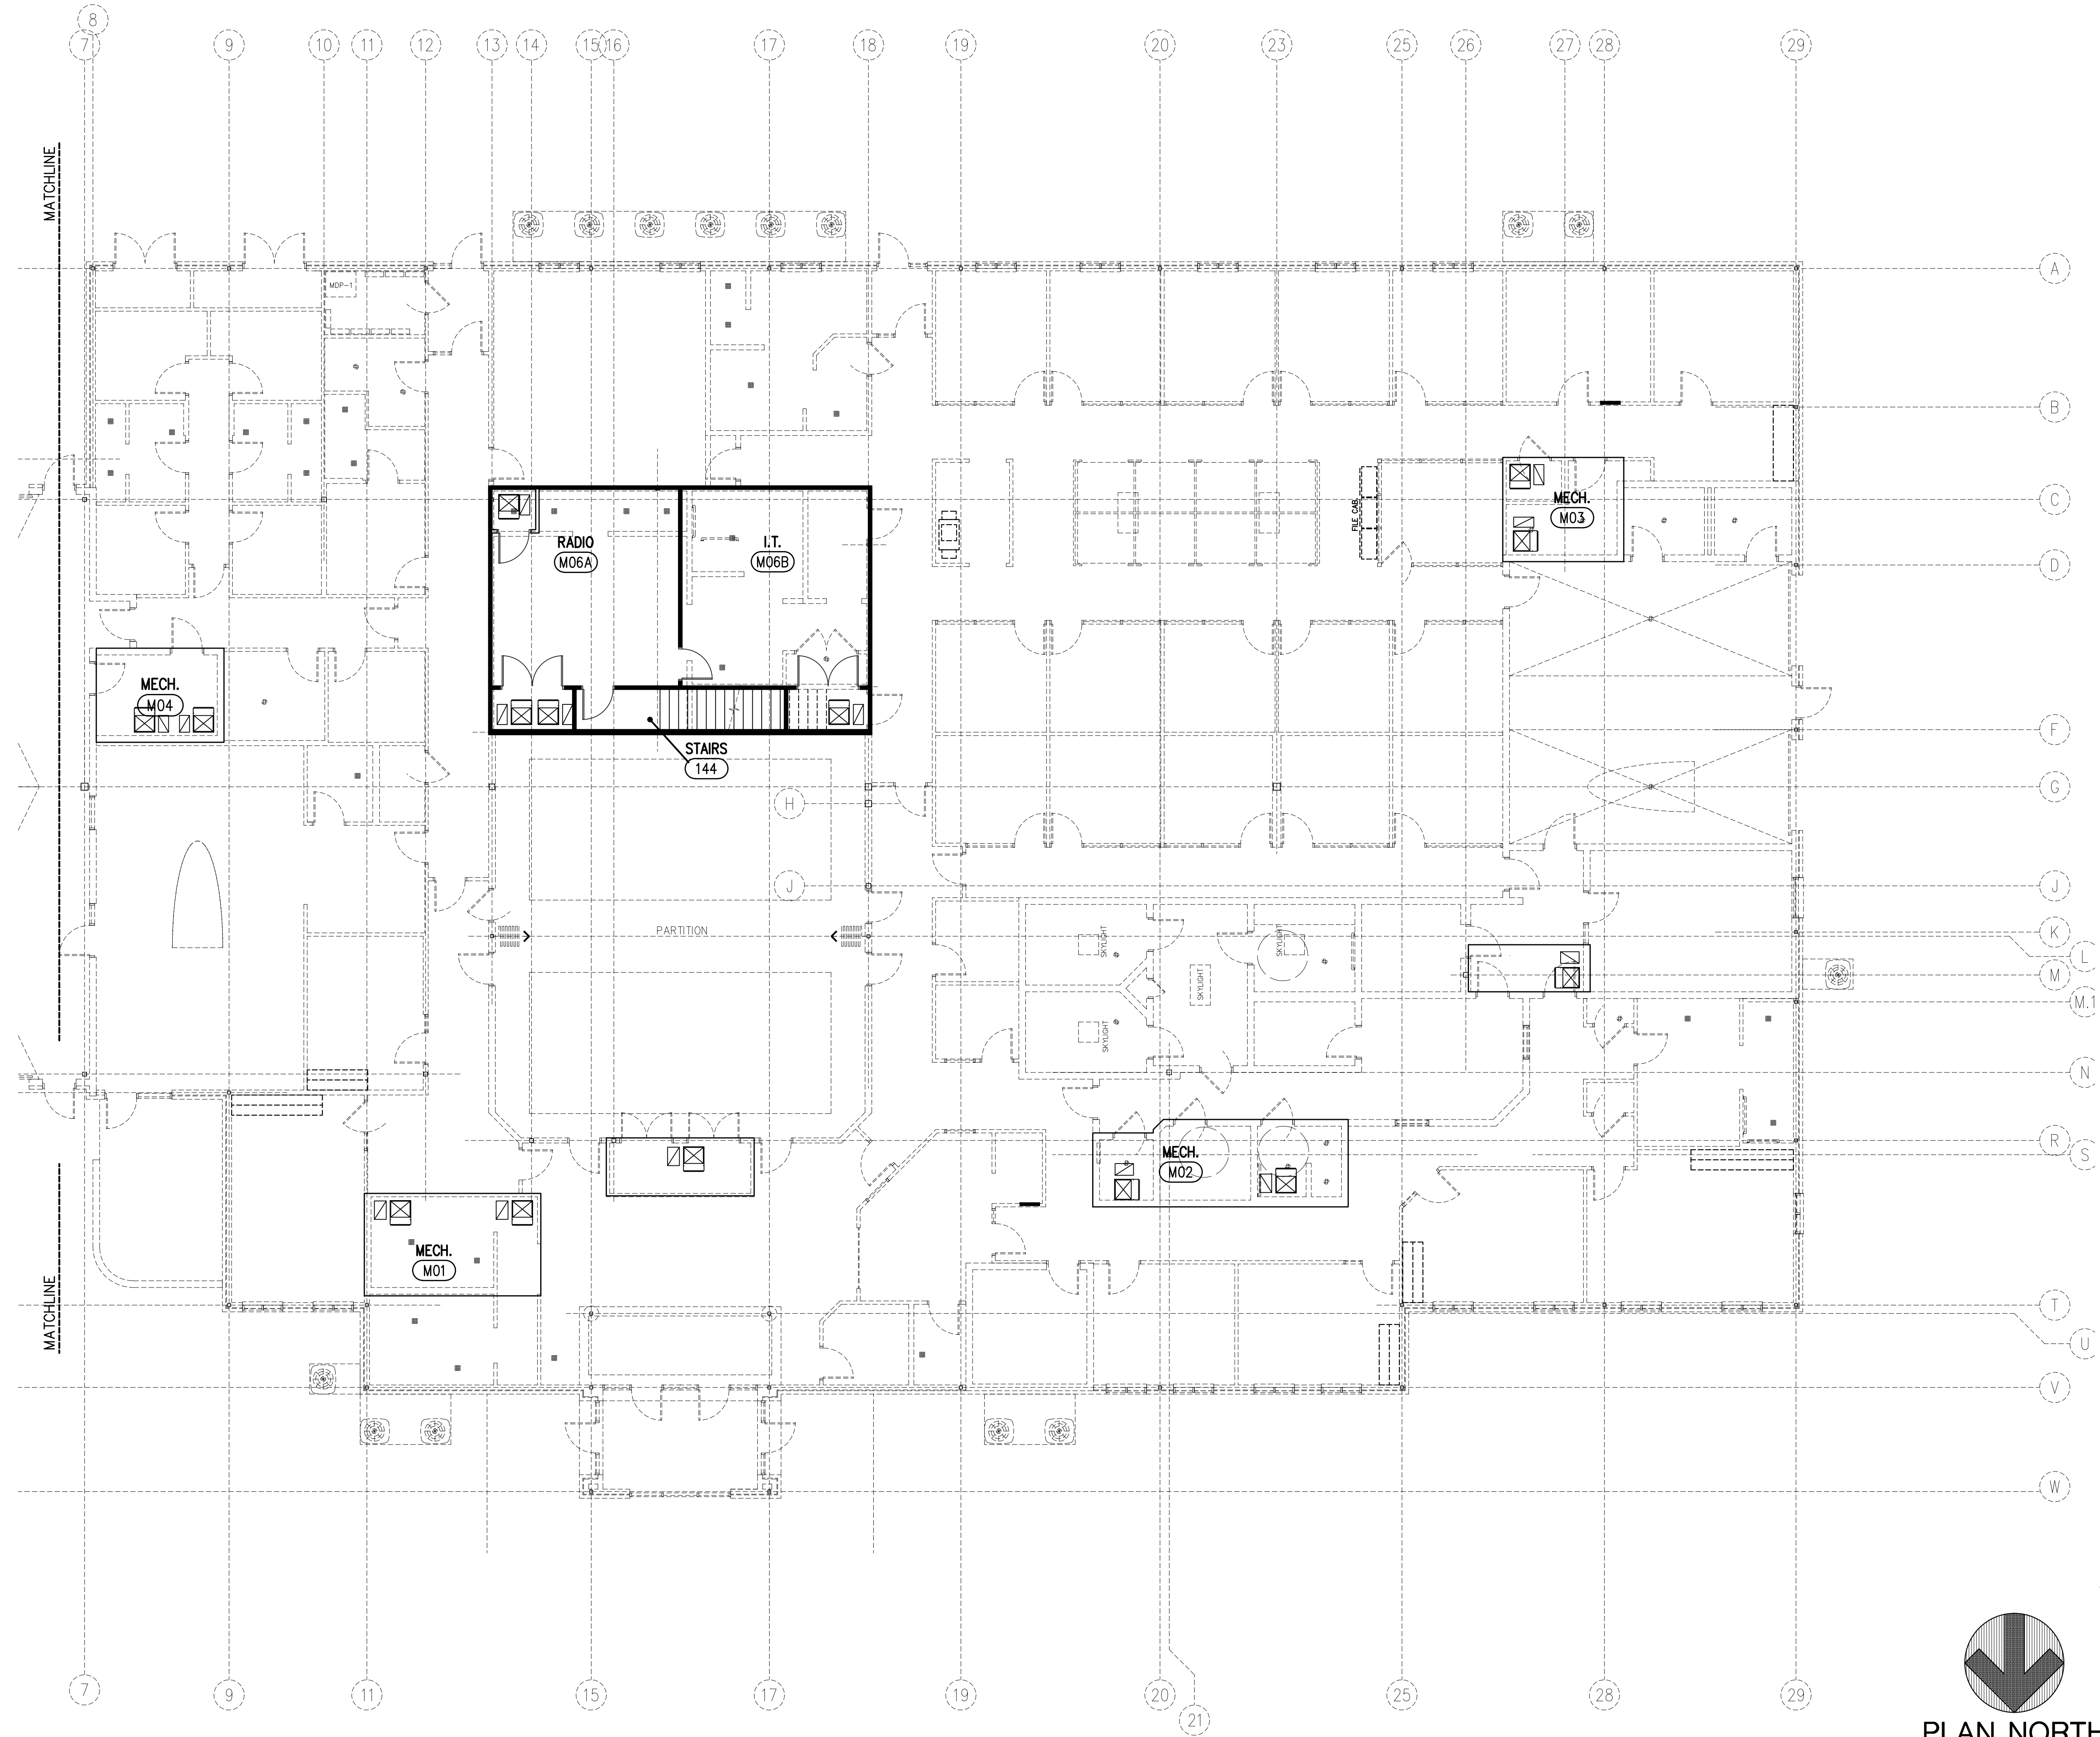 8
7
9
10
11
12
13
14
15
16
17
18
19
20
23
25
26
27
28
29
MATCHLINE
A
MDP-1
B
C
FILE CAB.
MECH.
M03
RADIO
M06A
I.T.
M06B
D
MECH.
M04
F
STAIRS
144
G
H
J
J
PARTITION
SKYLIGHT
SKYLIGHT
K
L
SKYLIGHT
M
M.1
SKYLIGHT
N
R
MECH.
M02
S
MECH.
M01
MATCHLINE
T
U
V
W
7
9
11
15
17
19
20
21
25
28
29
PLAN NORTH